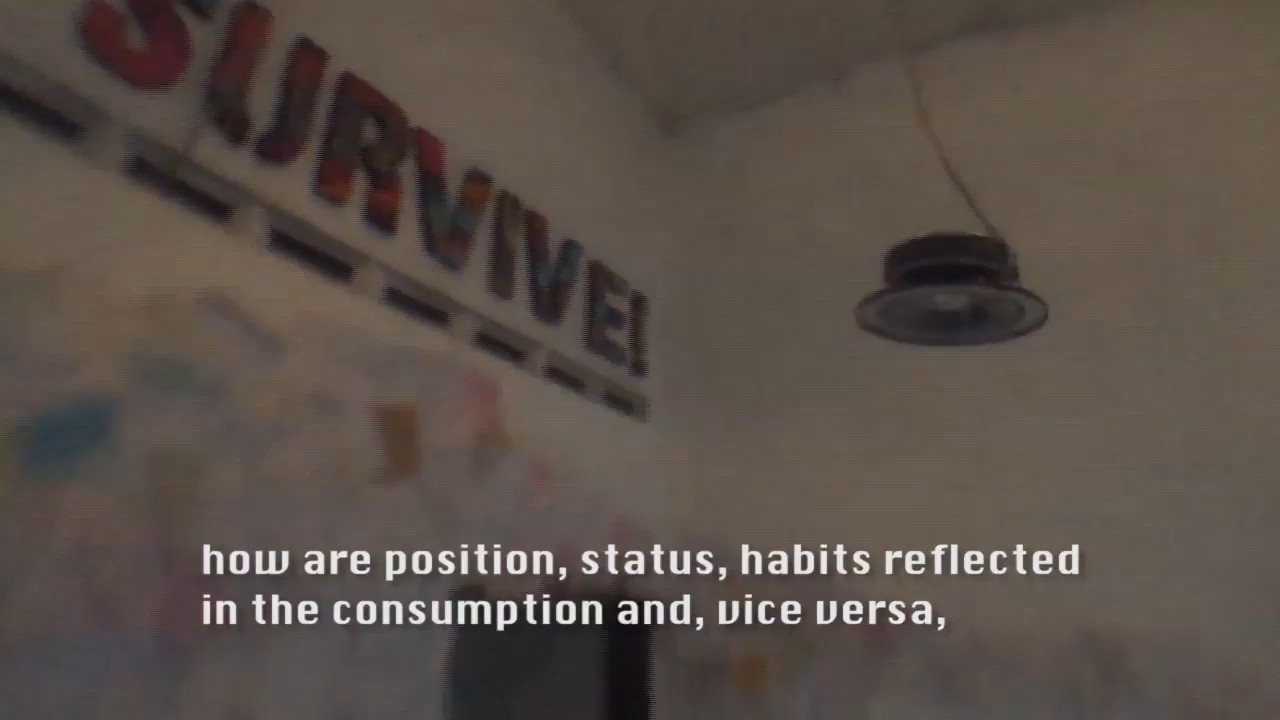 SURVIVE!
how are position, status, habits reflected
in the consumption and, vice versa,